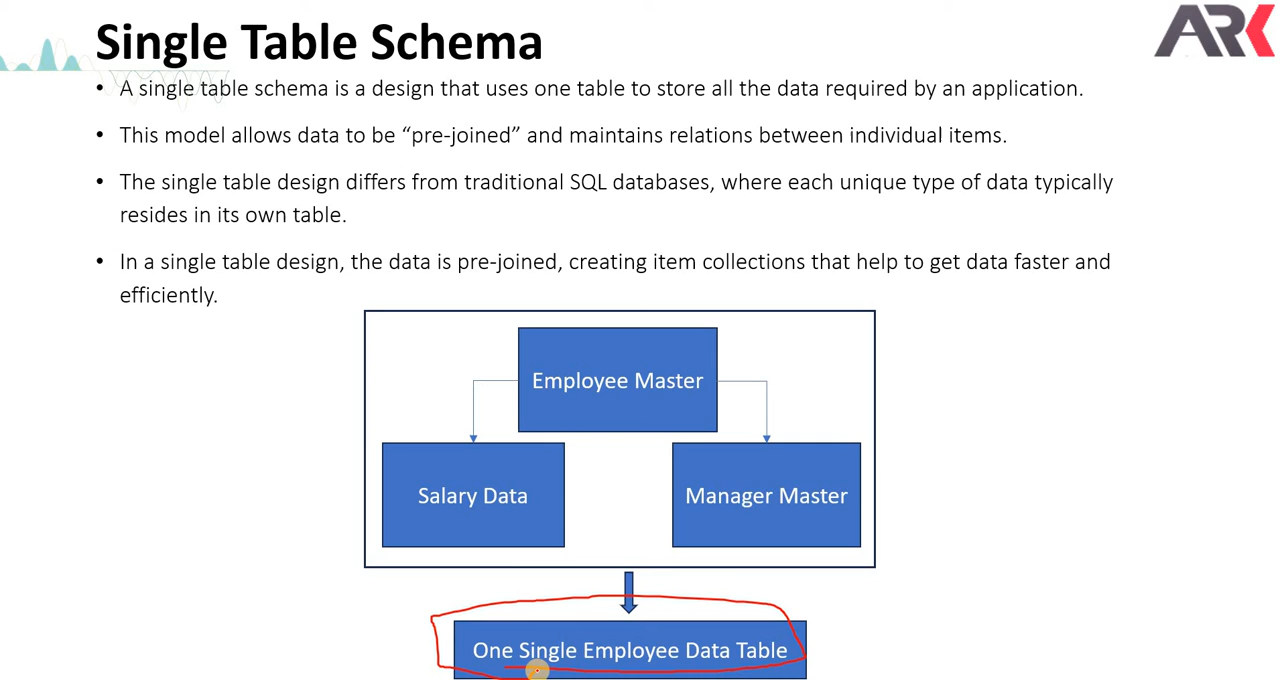 Single Table Schema
ARK
• A single table schema is a design that uses one table to store all the data required by an application.
• This model allows data to be “pre-joined” and maintains relations between individual items.
• The single table design differs from traditional SQL databases, where each unique type of data typically
resides in its own table.
• In a single table design, the data is pre-joined, creating item collections that help to get data faster and
efficiently.
Employee Master
Salary Data
Manager Master
One Single Employee Data Table